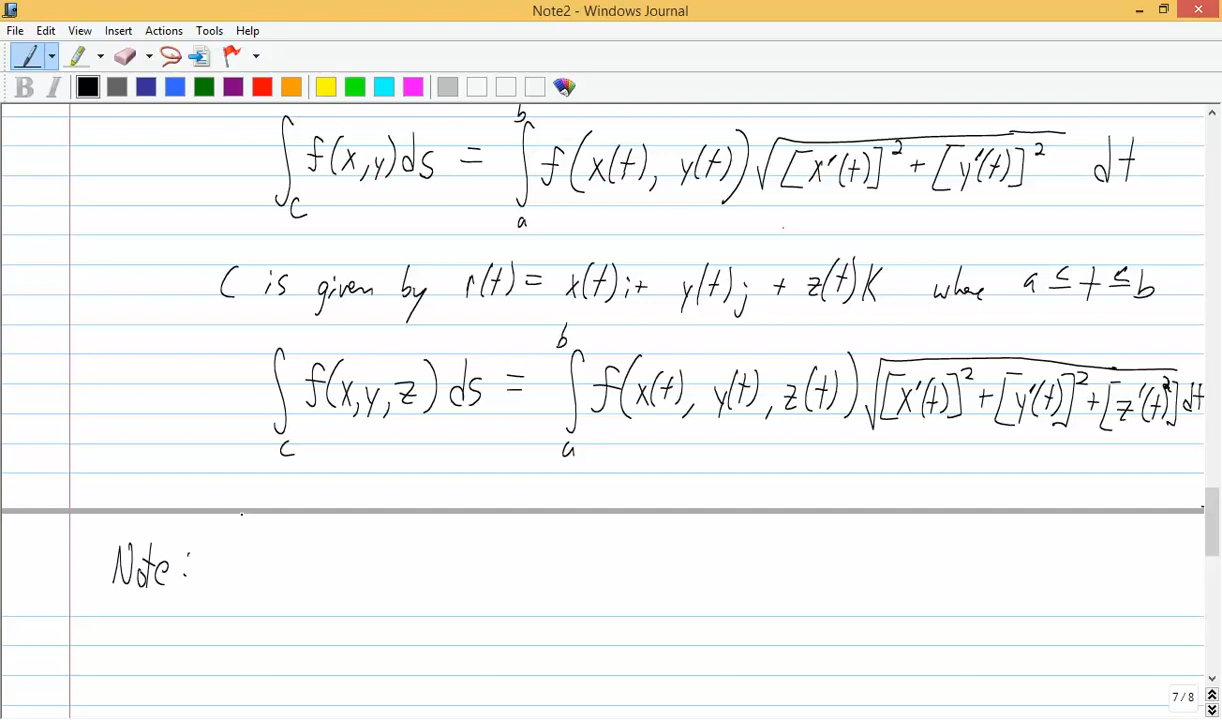 Note2 - Windows Journal
File Edit View Insert Actions Tools Help
B I
∫_C f(x,y)ds = ∫_a^b f(x(t), y(t)) √([x'(t)]² + [y'(t)]²) dt
C is given by r(t) = x(t)i + y(t)j + z(t)K where a ≤ t ≤ b
∫_C f(x,y,z) ds = ∫_a^b f(x(t), y(t), z(t)) √([x'(t)]² + [y'(t)]² + [z'(t)]²) dt
Note:
7/8